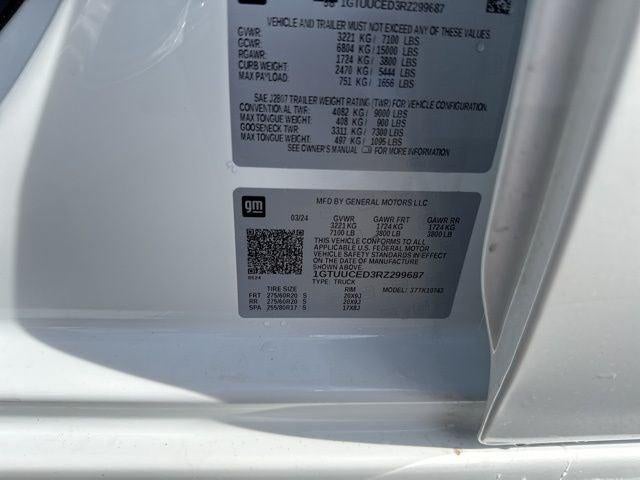 1GTUUCED3RZ299687
VEHICLE AND TRAILER MUST NOT EXCEED ANY OF THESE WEIGHTS
GVWR: 3221 KG / 7100 LBS
GCWR: 6804 KG / 15000 LBS
RGAWR: 1724 KG / 3800 LBS
CURB WEIGHT: 2470 KG / 5444 LBS
MAX PAYLOAD: 751 KG / 1656 LBS
SAE J2807 TRAILER WEIGHT RATING (TWR) FOR VEHICLE CONFIGURATION.
CONVENTIONAL TWR: 4082 KG / 9000 LBS
MAX TONGUE WEIGHT: 408 KG / 900 LBS
GOOSENECK TWR 3311 KG / 7300 LBS
MAX TONGUE WEIGHT: 497 KG / 1095 LBS
SEE OWNER'S MANUAL FOR MORE INFORMATION
gm
MFD BY GENERAL MOTORS LLC
03/24 GVWR GAWR FRT GAWR RR
3221 KG 1724 KG 1724 KG
7100 LB 3800 LB 3800 LB
THIS VEHICLE CONFORMS TO ALL
APPLICABLE U.S. FEDERAL MOTOR
VEHICLE SAFETY STANDARDS IN EFFECT
ON THE DATE OF MANUFACTURE SHOWN ABOVE.
1GTUUCED3RZ299687
TYPE: TRUCK MODEL:
TIRE SIZE RIM
FRT 275/60R20 S 20X9J
RR 275/60R20 S 20X9J
SPA 255/80R17 S 17X8J